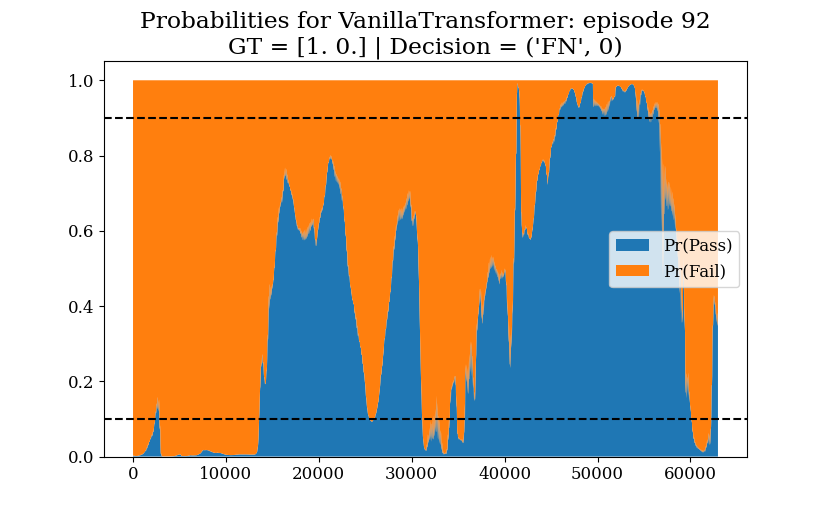 Probabilities for VanillaTransformer: episode 92
GT = [1. 0.] | Decision = ('FN', 0)
1.0
0.8
0.6
0.4
0.2
0.0
Pr(Pass)
Pr(Fail)
0 10000 20000 30000 40000 50000 60000